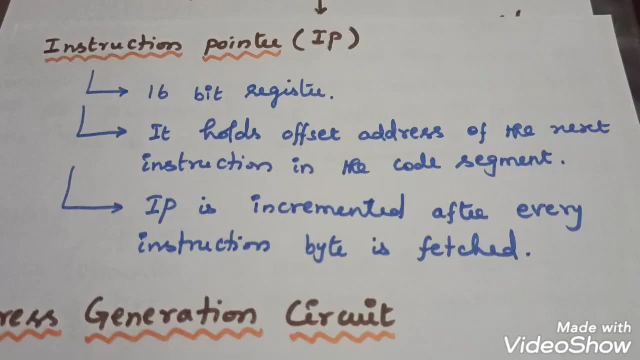 Instruction pointer (IP)
16 bit register.
It holds offset address of the next
instruction in the code segment.
IP is incremented after every
instruction byte is fetched.
ress Generation Circuit
Made with
VideoShow